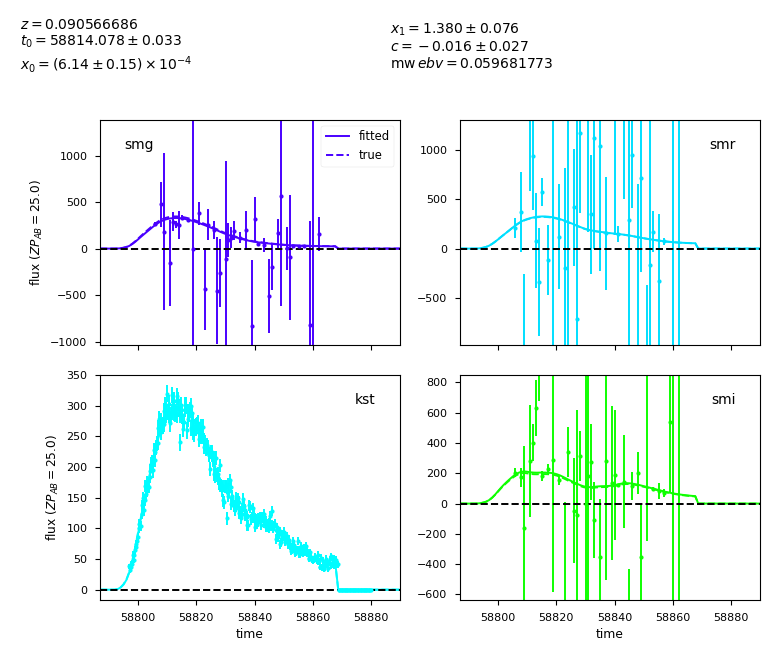 z = 0.090566686
t₀ = 58814.078 ± 0.033
x₀ = (6.14 ± 0.15) × 10⁻⁴
x₁ = 1.380 ± 0.076
c = −0.016 ± 0.027
mw ebv = 0.059681773
smg
fitted
true
1000
500
0
−500
−1000
flux (ZP_AB = 25.0)
smr
1000
500
0
−500
kst
350
300
250
200
150
100
50
0
flux (ZP_AB = 25.0)
58800 58820 58840 58860 58880
time
smi
800
600
400
200
0
−200
−400
−600
58800 58820 58840 58860 58880
time